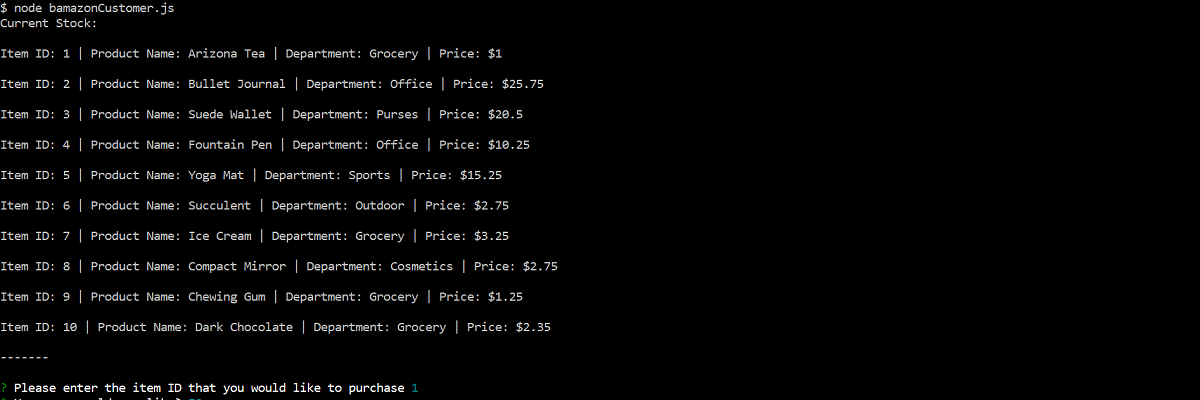 $ node bamazonCustomer.js
Current Stock:
Item ID: 1 | Product Name: Arizona Tea | Department: Grocery | Price: $1
Item ID: 2 | Product Name: Bullet Journal | Department: Office | Price: $25.75
Item ID: 3 | Product Name: Suede Wallet | Department: Purses | Price: $20.5
Item ID: 4 | Product Name: Fountain Pen | Department: Office | Price: $10.25
Item ID: 5 | Product Name: Yoga Mat | Department: Sports | Price: $15.25
Item ID: 6 | Product Name: Succulent | Department: Outdoor | Price: $2.75
Item ID: 7 | Product Name: Ice Cream | Department: Grocery | Price: $3.25
Item ID: 8 | Product Name: Compact Mirror | Department: Cosmetics | Price: $2.75
Item ID: 9 | Product Name: Chewing Gum | Department: Grocery | Price: $1.25
Item ID: 10 | Product Name: Dark Chocolate | Department: Grocery | Price: $2.35
-------
? Please enter the item ID that you would like to purchase 1